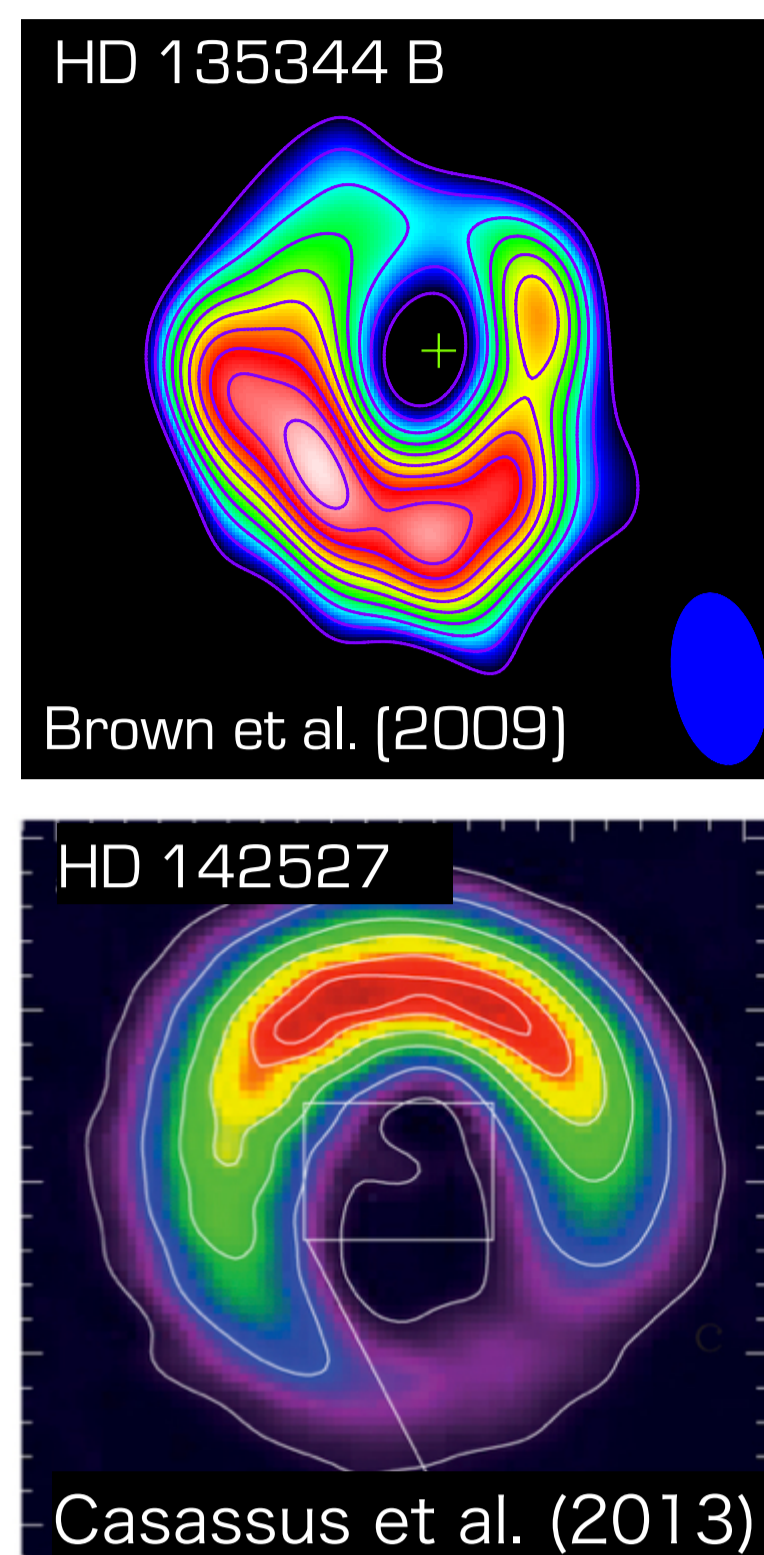 HD 135344 B
Brown et al. (2009)
HD 142527
C
Casassus et al. (2013)